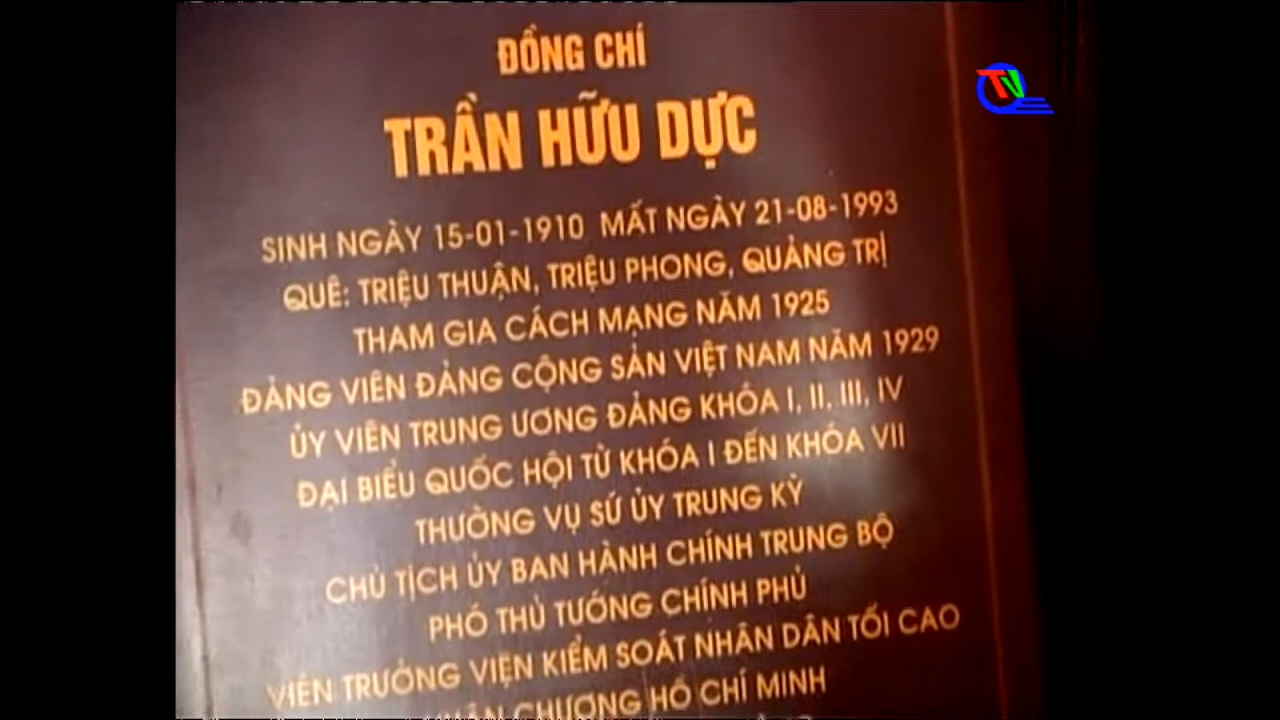 ĐỒNG CHÍ
TRẦN HỮU DỰC
SINH NGÀY 15-01-1910 MẤT NGÀY 21-08-1993
QUÊ: TRIỆU THUẬN, TRIỆU PHONG, QUẢNG TRỊ
THAM GIA CÁCH MẠNG NĂM 1925
ĐẢNG VIÊN ĐẢNG CỘNG SẢN VIỆT NAM NĂM 1929
ỦY VIÊN TRUNG ƯƠNG ĐẢNG KHÓA I, II, III, IV
ĐẠI BIỂU QUỐC HỘI TỪ KHÓA I ĐẾN KHÓA VII
THƯỜNG VỤ SỨ ỦY TRUNG KỲ
CHỦ TỊCH ỦY BAN HÀNH CHÍNH TRUNG BỘ
PHÓ THỦ TƯỚNG CHÍNH PHỦ
VIÊN TRƯỞNG VIỆN KIỂM SOÁT NHÂN DÂN TỐI CAO
CHƯƠNG HỒ CHÍ MINH